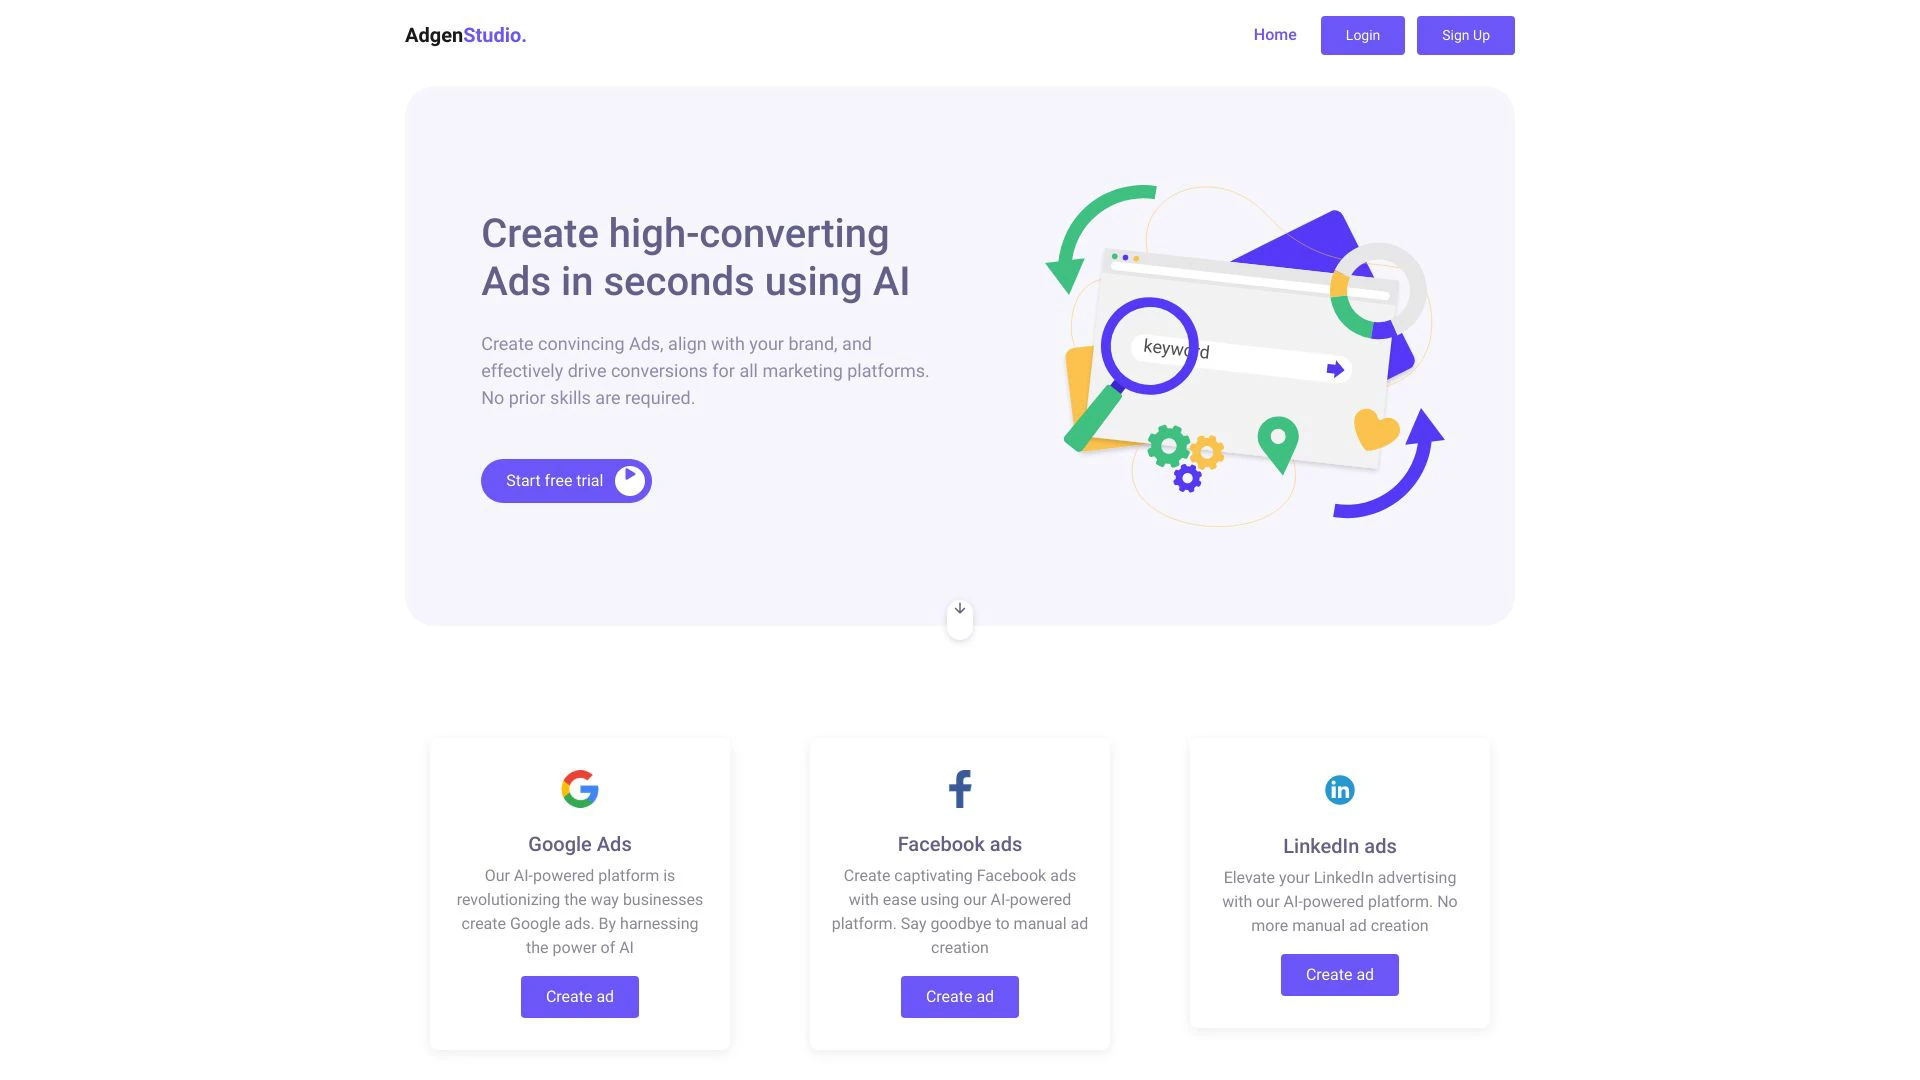 AdgenStudio.
Home
Login
Sign Up
Create high-converting
Ads in seconds using AI
Create convincing Ads, align with your brand, and
effectively drive conversions for all marketing platforms.
No prior skills are required.
Start free trial
keyword
Google Ads
Our AI-powered platform is
revolutionizing the way businesses
create Google ads. By harnessing
the power of AI
Create ad
Facebook ads
Create captivating Facebook ads
with ease using our AI-powered
platform. Say goodbye to manual ad
creation
Create ad
in
LinkedIn ads
Elevate your LinkedIn advertising
with our AI-powered platform. No
more manual ad creation
Create ad